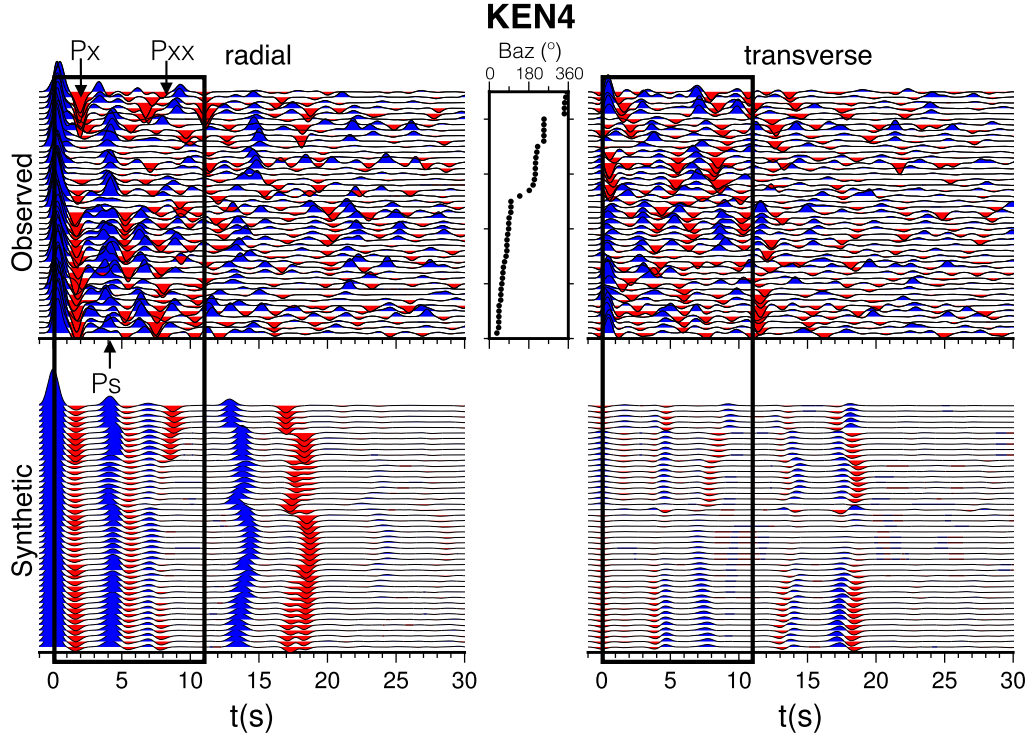 KEN4
Px
Pxx
radial
Baz (°)
transverse
0 180 360
Observed
Ps
Synthetic
0 5 10 15 20 25 30
0 5 10 15 20 25 30
t(s)
t(s)